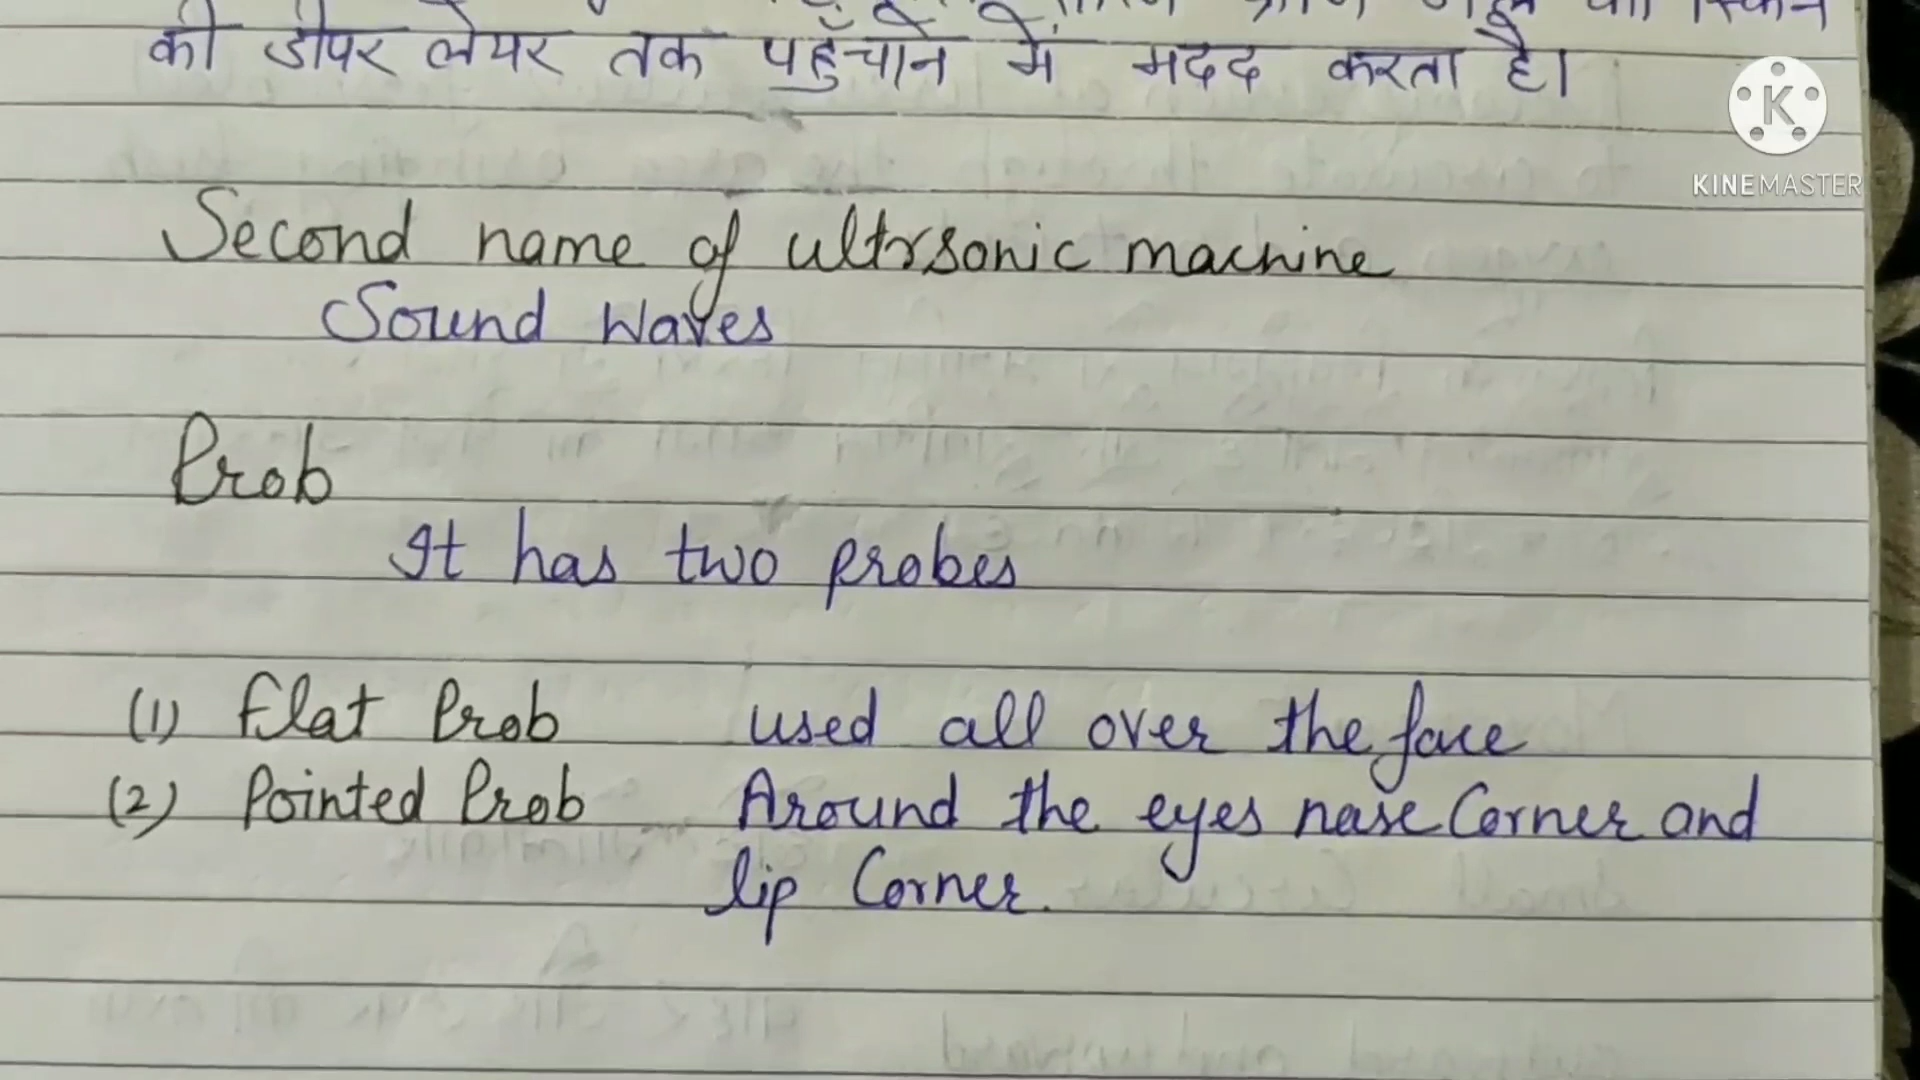 की डीपर लेयर तक पहुँचाने में मदद करता है।
K
KINEMASTER
Second name of ultrsonic machine
Sound Waves
Prob
It has two probes
(1) Flat Prob used all over the face
(2) Pointed Prob Around the eyes nase Corner and
lip Corner.